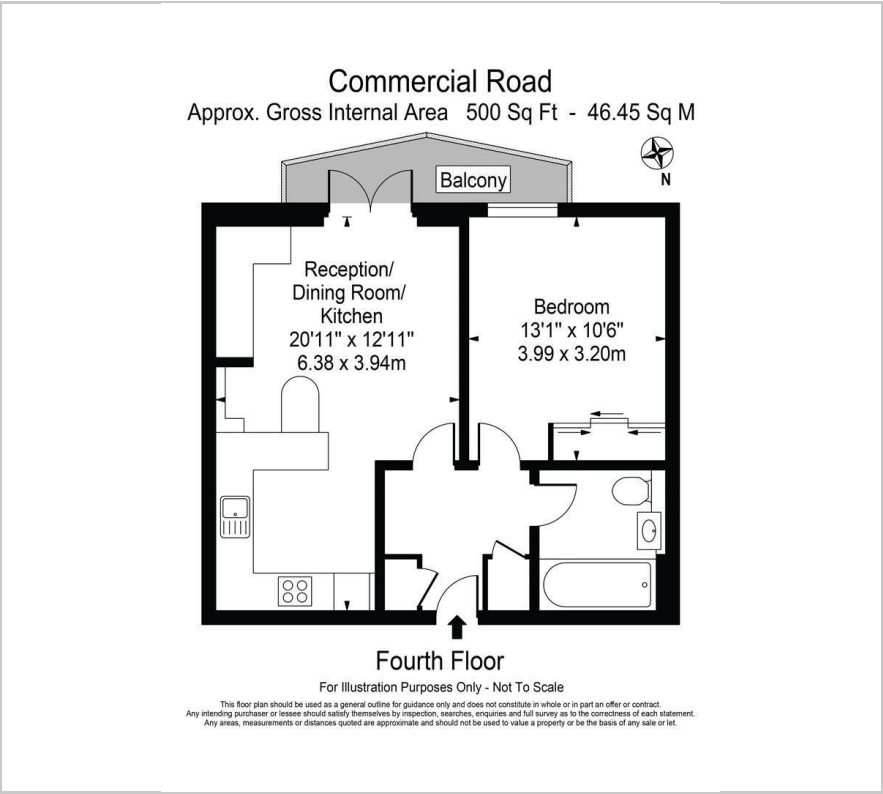 Commercial Road
Approx. Gross Internal Area 500 Sq Ft - 46.45 Sq M
N
Balcony
Reception/
Dining Room/
Kitchen
20'11" x 12'11"
6.38 x 3.94m
Bedroom
13'1" x 10'6"
3.99 x 3.20m
Fourth Floor
For Illustration Purposes Only - Not To Scale
This floor plan should be used as a general outline for guidance only and does not constitute in whole or in part an offer or contract.
Any intending purchaser or lessee should satisfy themselves by inspection, searches, enquiries and full survey as to the correctness of each statement.
Any areas, measurements or distances quoted are approximate and should not be used to value a property or be the basis of any sale or let.